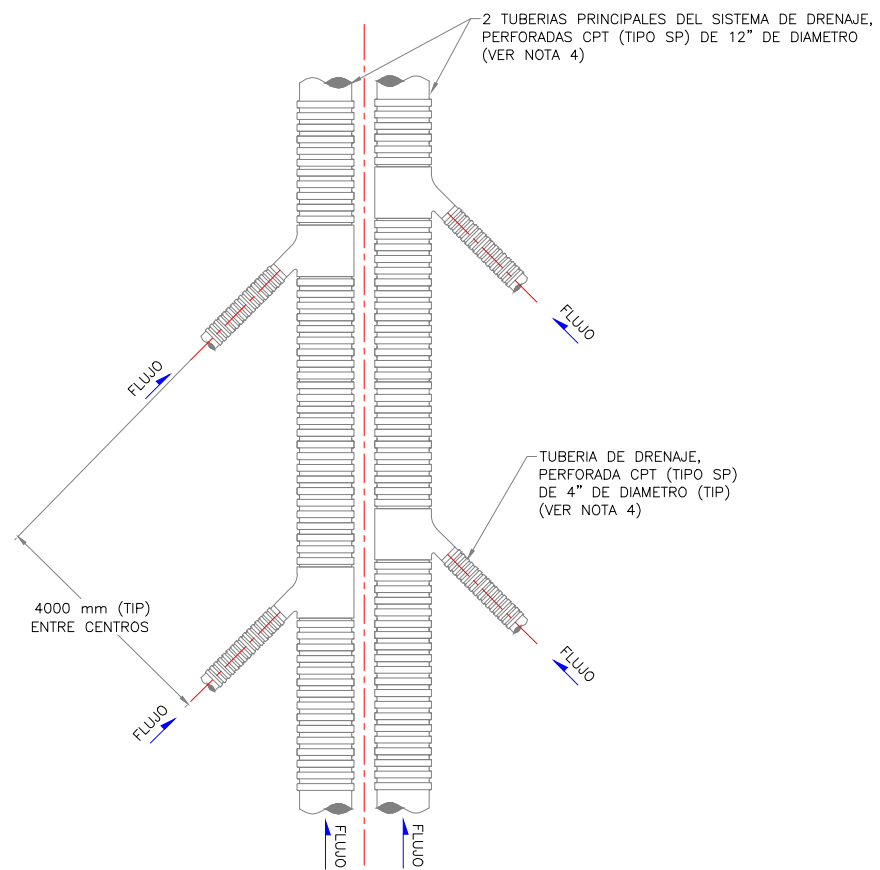 2 TUBERIAS PRINCIPALES DEL SISTEMA DE DRENAJE,
PERFORADAS CPT (TIPO SP) DE 12” DE DIAMETRO
(VER NOTA 4)
FLUJO
FLUJO
TUBERIA DE DRENAJE,
PERFORADA CPT (TIPO SP)
DE 4” DE DIAMETRO (TIP)
(VER NOTA 4)
4000 mm (TIP)
ENTRE CENTROS
FLUJO
FLUJO
FLUJO
FLUJO